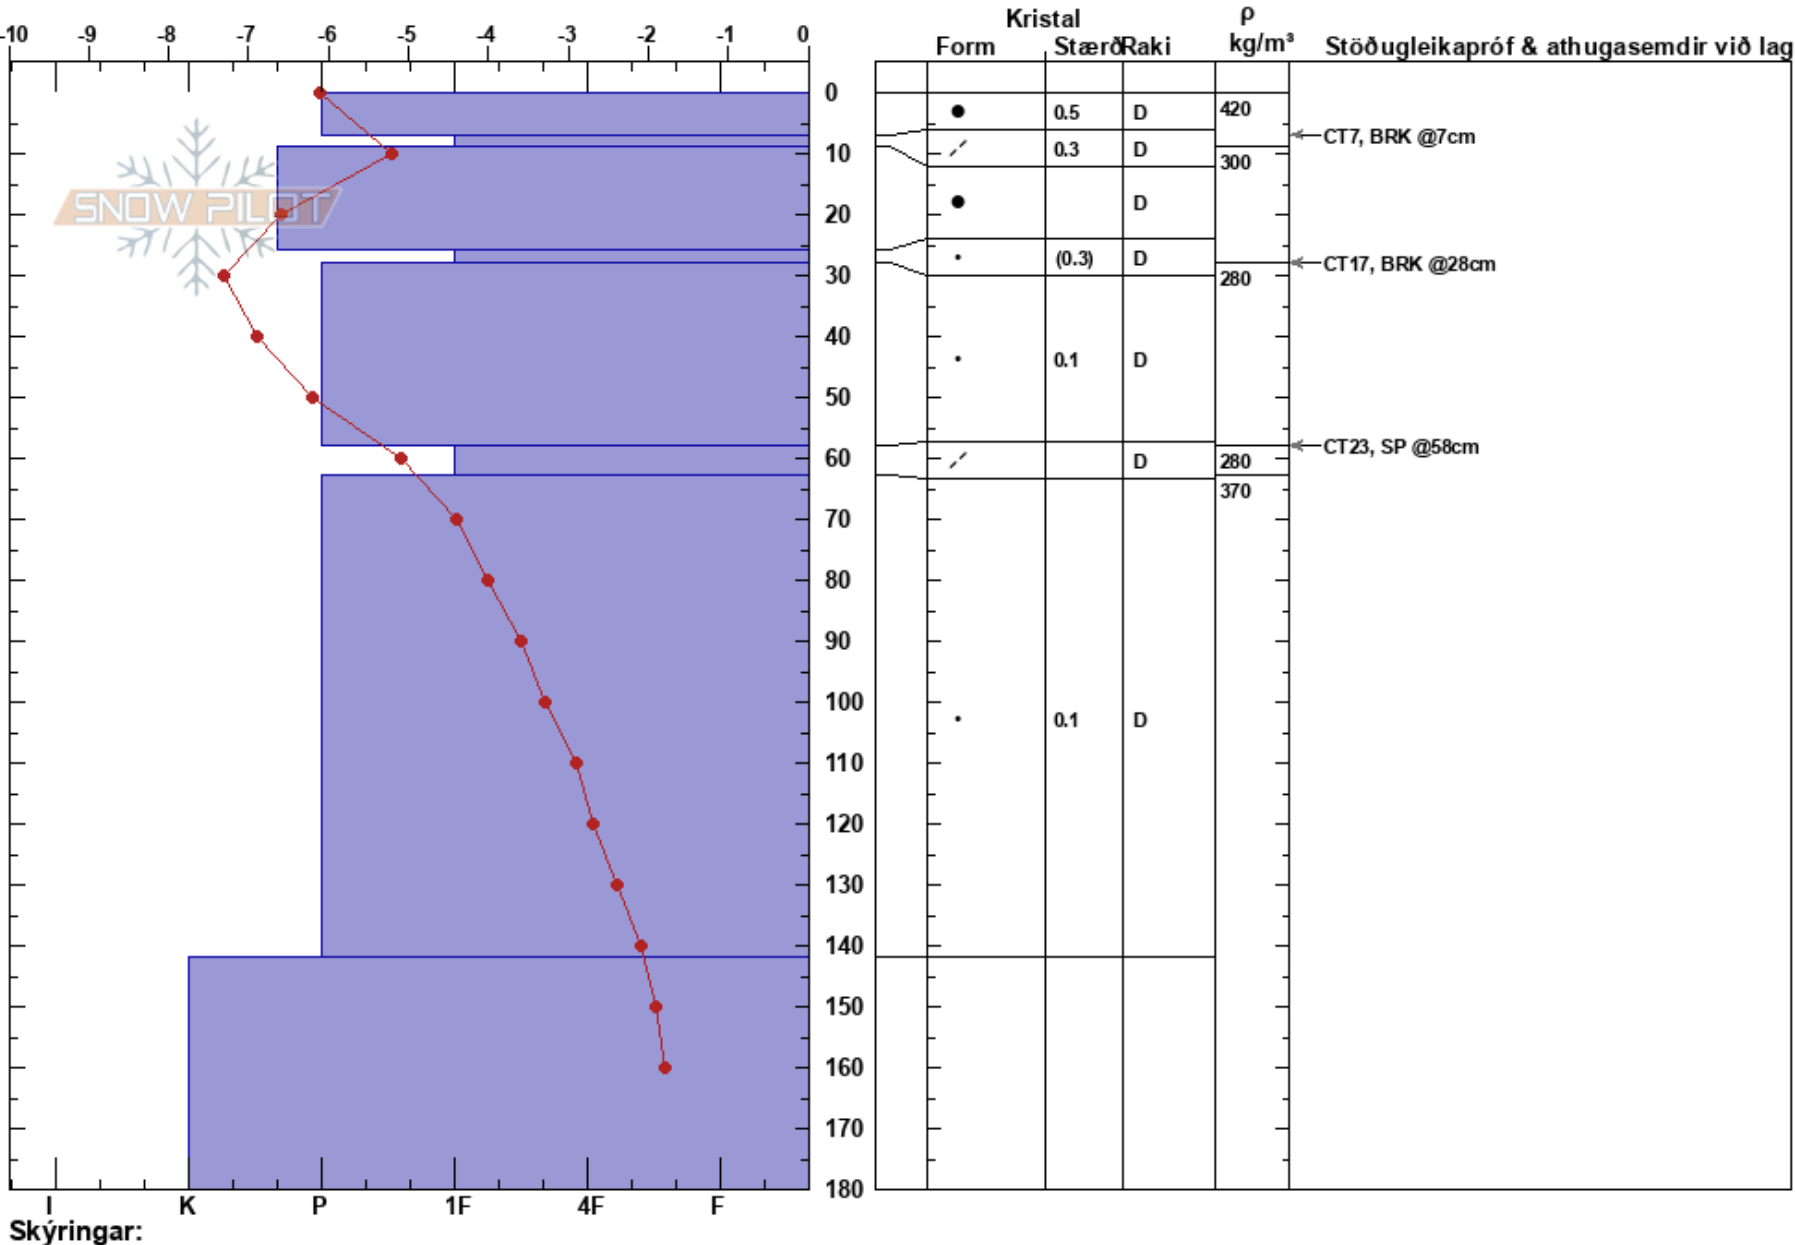 Kristal ρ
-10 -9 -8 -7 -6 -5 -4 -3 -2 -1 0 Form Stærð Raki kg/m³ Stöðugleikapróf & athugasemdir við lag
0 0.5 D 420
CT7, BRK @7cm
10 0.3 D 300
SNOW PILOT 20 D
(0.3) D CT17, BRK @28cm
30 280
40 0.1 D
50
CT23, SP @58cm
60 D 280
370
70
80
90
100 0.1 D
110
120
130
140
150
160
170
180
I K P 1F 4F F
Skýringar: